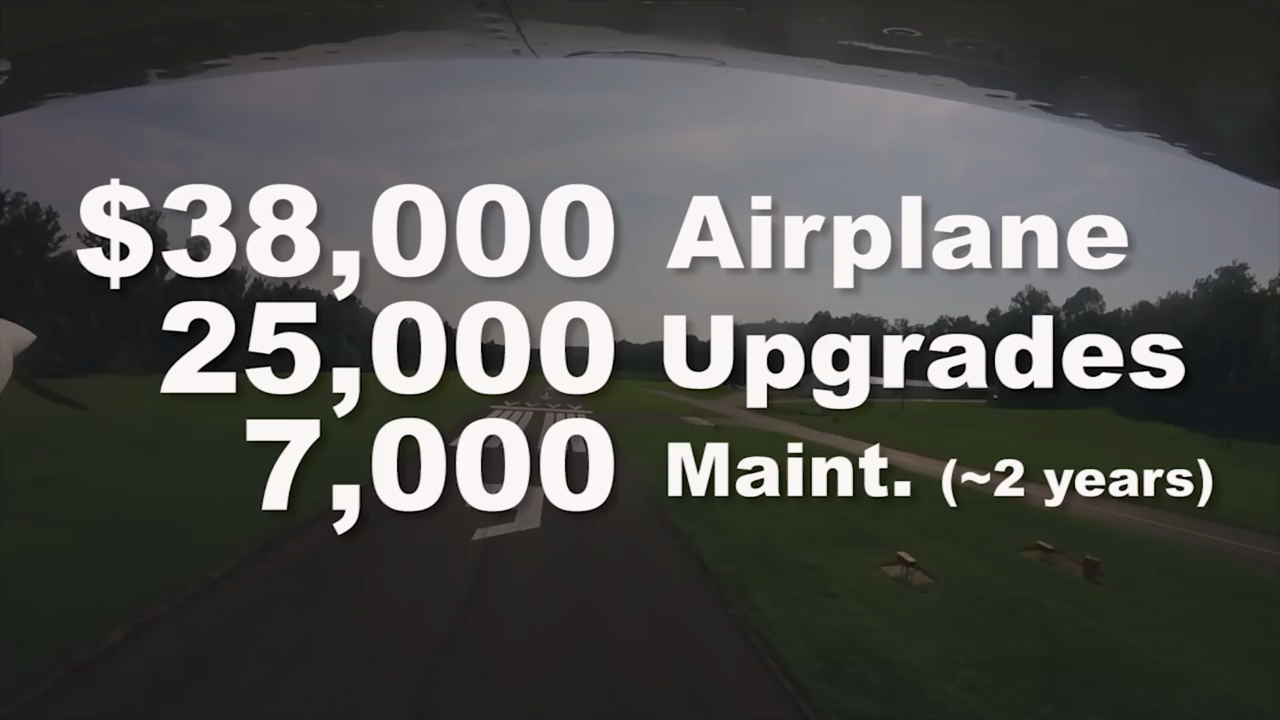 $38,000 Airplane
25,000 Upgrades
7,000 Maint. (~2 years)